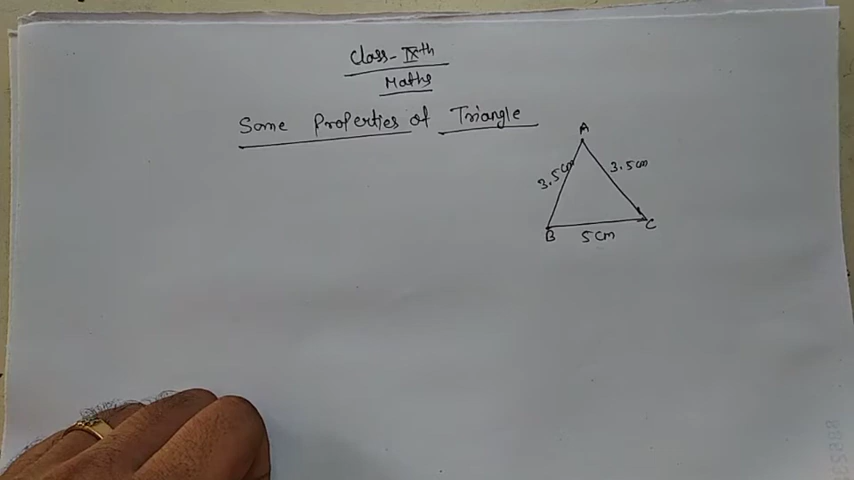 Class-IXth
Maths
Some Properties of Triangle
A
3.5cm
3.5cm
B
5cm
C